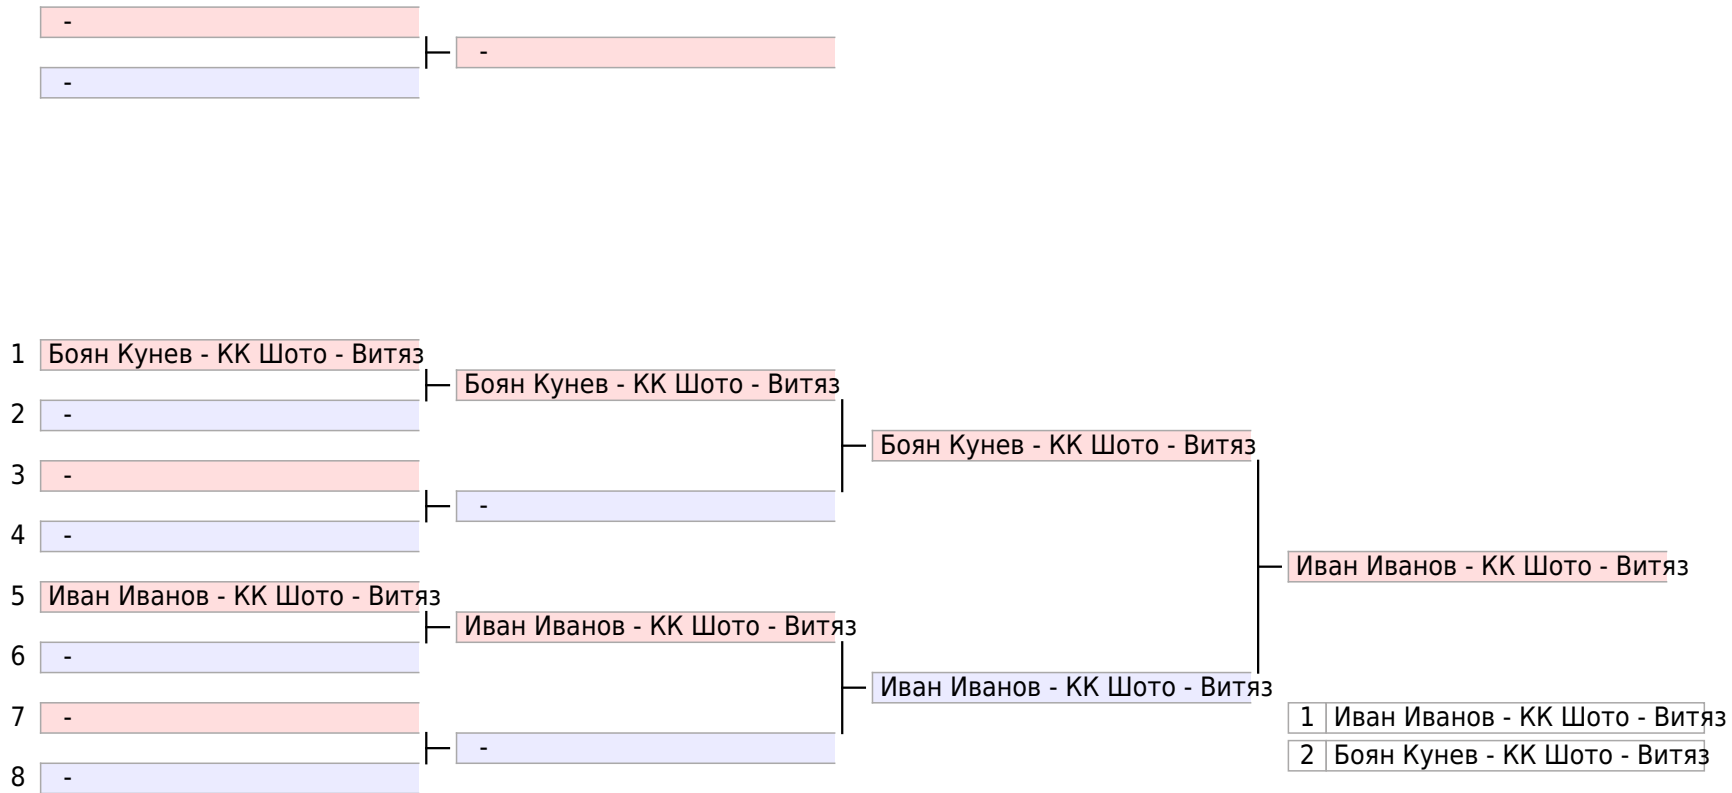 -
-
-
1 Боян Кунев - КК Шото - Витяз
Боян Кунев - КК Шото - Витяз
2 -
Боян Кунев - КК Шото - Витяз
3 -
-
4 -
Иван Иванов - КК Шото - Витяз
5 Иван Иванов - КК Шото - Витяз
Иван Иванов - КК Шото - Витяз
6 -
Иван Иванов - КК Шото - Витяз
7 -
1 Иван Иванов - КК Шото - Витяз
-
2 Боян Кунев - КК Шото - Витяз
8 -